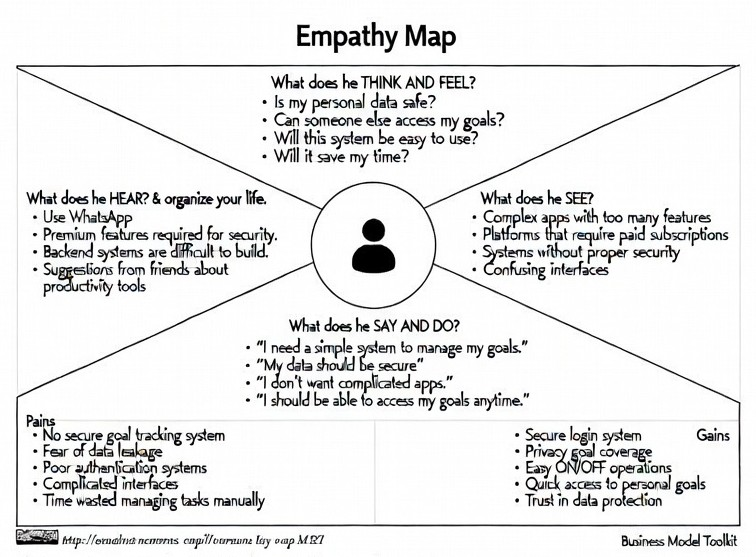 Empathy Map
What does he THINK AND FEEL?
• Is my personal data safe?
• Can someone else access my goals?
• Will this system be easy to use?
• Will it save my time?
What does he HEAR? & organize your life.
• Use WhatsApp
• Premium features required for security.
• Backend systems are difficult to build.
• Suggestions from friends about
productivity tools
What does he SEE?
• Complex apps with too many features
• Platforms that require paid subscriptions
• Systems without proper security
• Confusing interfaces
What does he SAY AND DO?
• "I need a simple system to manage my goals."
• "My data should be secure"
• "I don't want complicated apps."
• "I should be able to access my goals anytime."
Pains
• No secure goal tracking system
• Fear of data leakage
• Poor authentication systems
• Complicated interfaces
• Time wasted managing tasks manually
Gains
• Secure login system
• Privacy goal coverage
• Easy ON/OFF operations
• Quick access to personal goals
• Trust in data protection
Business Model Toolkit